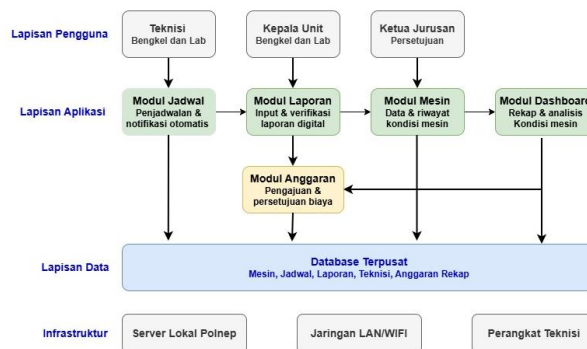 Lapisan Pengguna
Teknisi
Bengkel dan Lab
Kepala Unit
Bengkel dan Lab
Ketua Jurusan
Persetujuan
Lapisan Aplikasi
Modul Jadwal
Penjadwalan &
notifikasi otomatis
Modul Laporan
Input & verifikasi
laporan digital
Modul Mesin
Data & riwayat
kondisi mesin
Modul Dashboard
Rekap & analisis
Kondisi mesin
Modul Anggaran
Pengajuan &
persetujuan biaya
Lapisan Data
Database Terpusat
Mesin, Jadwal, Laporan, Teknisi, Anggaran Rekap
Infrastruktur
Server Lokal Polnep
Jaringan LAN/WIFI
Perangkat Teknisi